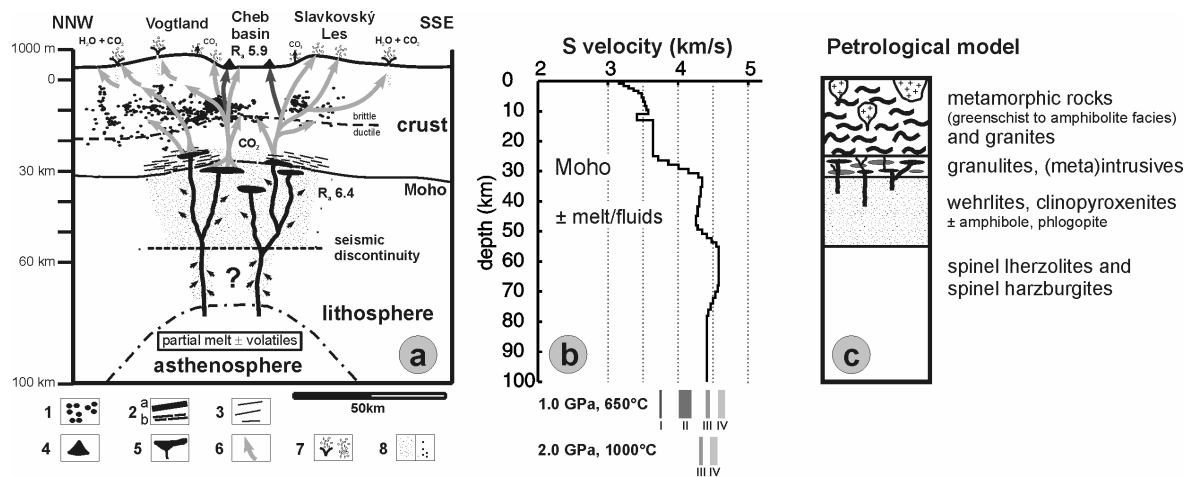 NNW
Vogtland
Cheb
basin
Ra 5.9
Slavkovský
Les
SSE
H2O + CO2
CO2
CO2
H2O + CO2
1000 m
0
30 km
60 km
100 km
brittle
ductile
crust
CO2
Moho
Ra 6.4
seismic
discontinuity
?
lithosphere
partial melt ± volatiles
asthenosphere
a
50km
1
2
a
b
3
4
5
6
7
8
S velocity (km/s)
2
3
4
5
0
10
20
30
40
50
60
70
80
90
100
depth (km)
Moho
± melt/fluids
b
1.0 GPa, 650°C
I
II
III
IV
2.0 GPa, 1000°C
III
IV
Petrological model
metamorphic rocks
(greenschist to amphibolite facies)
and granites
granulites, (meta)intrusives
wehrlites, clinopyroxenites
± amphibole, phlogopite
spinel lherzolites and
spinel harzburgites
c